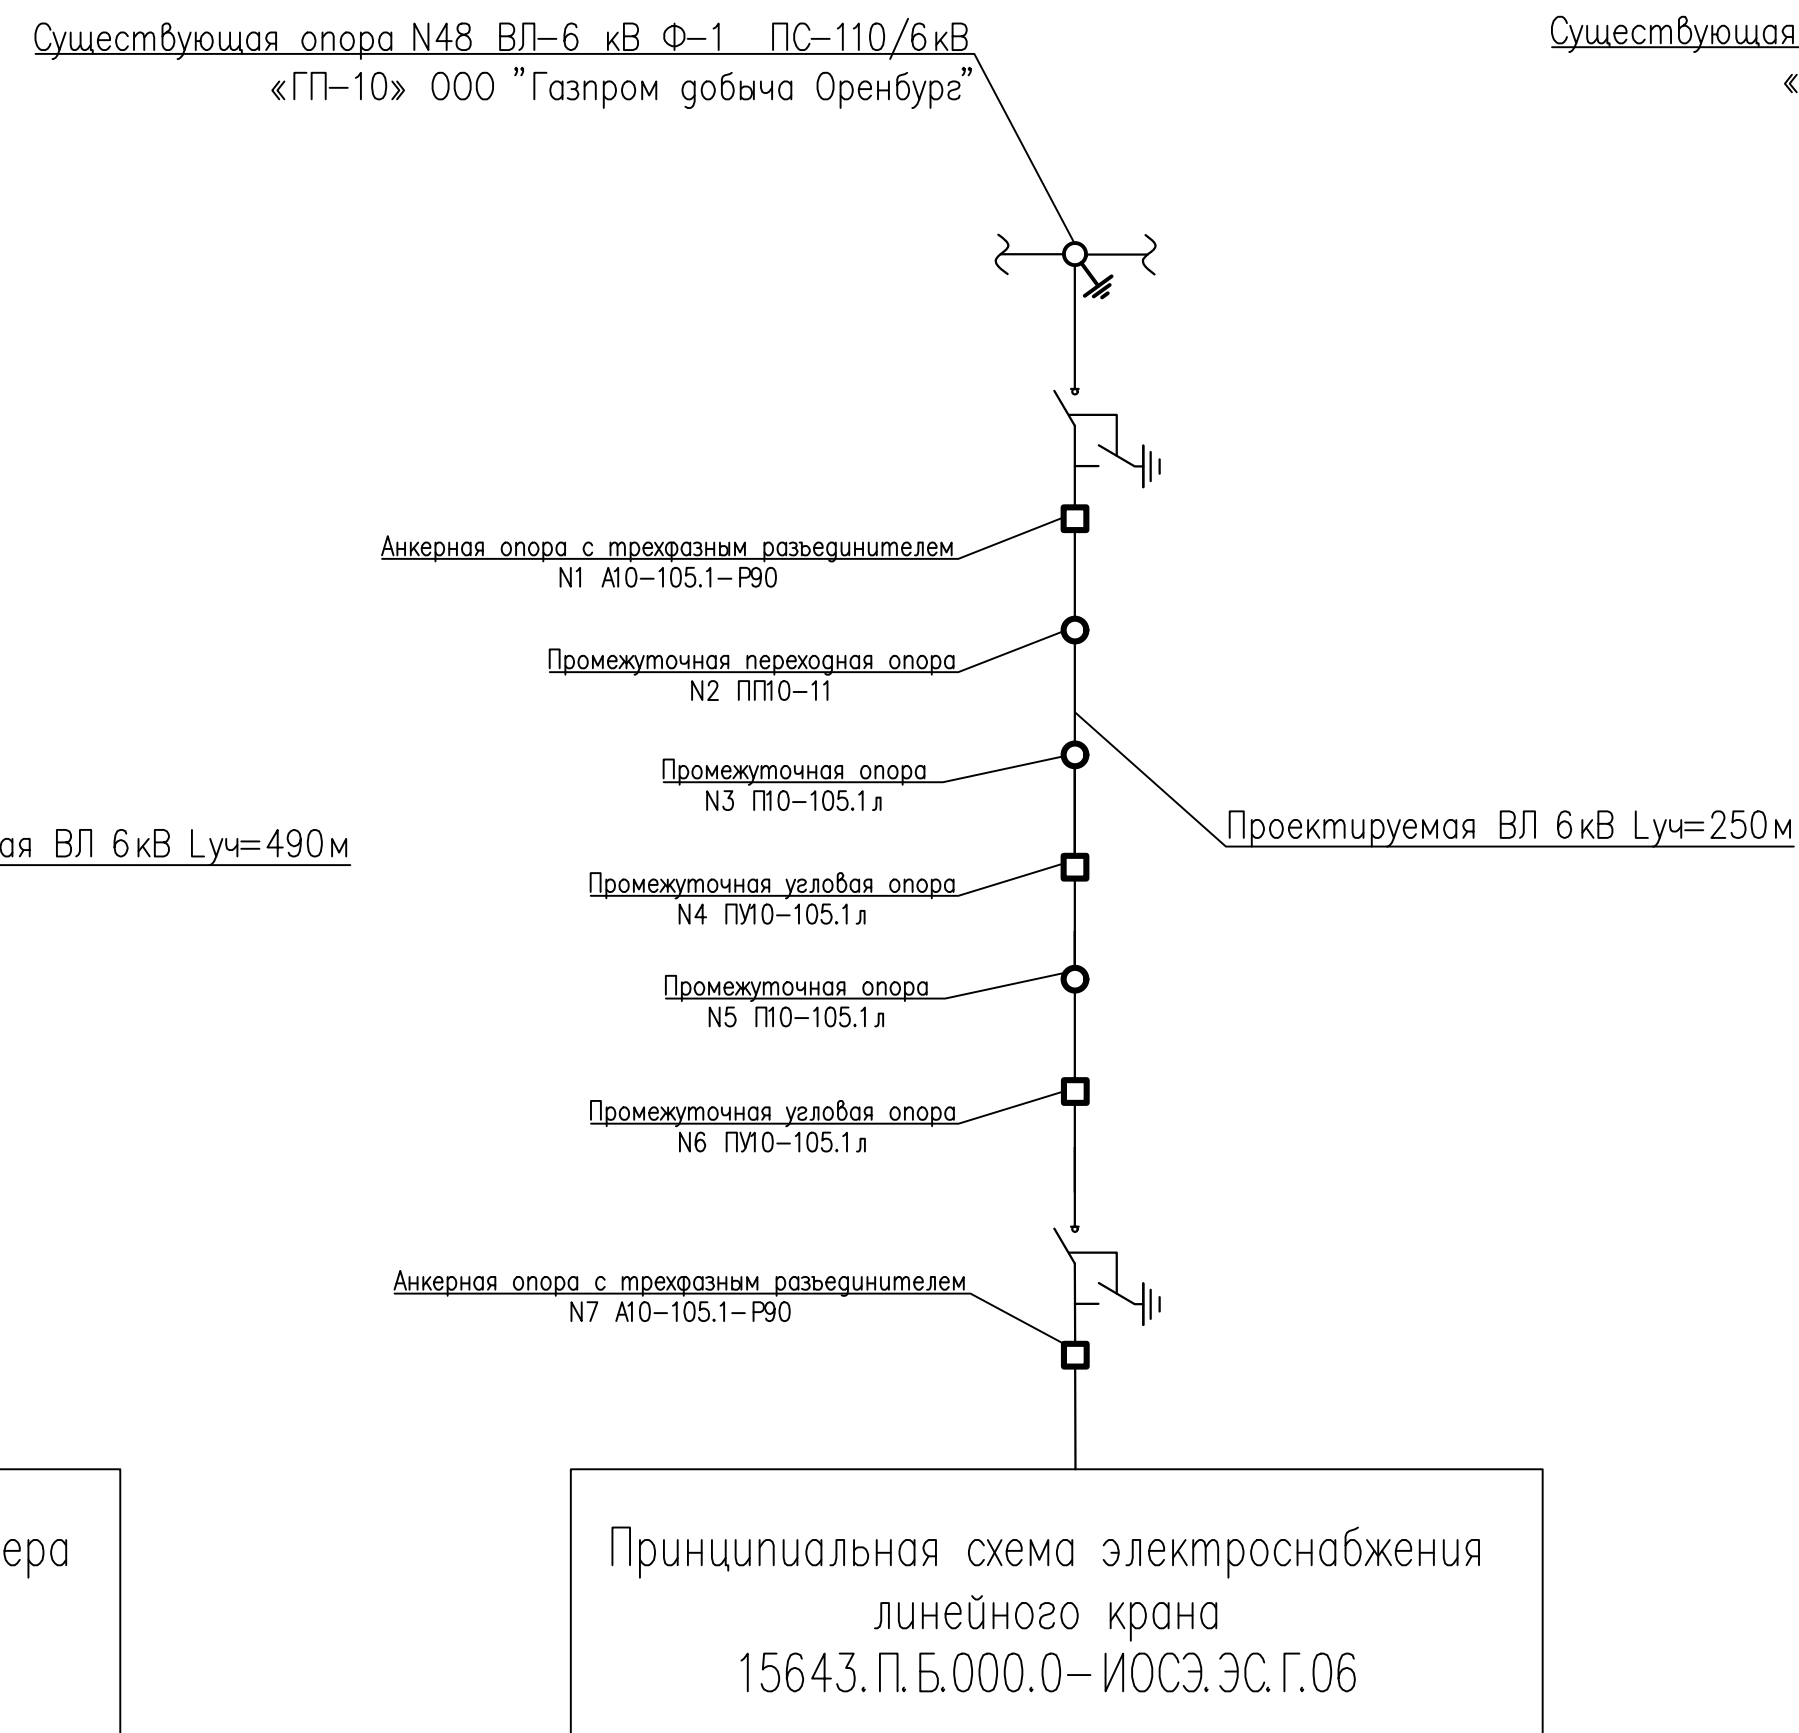 Существующая опора N48 ВЛ-6 кВ Ф-1 ПС-110/6кВ
«ГП-10» ООО "Газпром добыча Оренбург"
Существующая
«
Анкерная опора с трехфазным разъединителем
N1 А10-105.1-Р90
Промежуточная переходная опора
N2 ПП10-11
Промежуточная опора
N3 П10-105.1л
Проектируемая ВЛ 6кВ Lуч=250м
ая ВЛ 6кВ Lуч=490м
Промежуточная угловая опора
N4 ПУ10-105.1л
Промежуточная опора
N5 П10-105.1л
Промежуточная угловая опора
N6 ПУ10-105.1л
Анкерная опора с трехфазным разъединителем
N7 А10-105.1-Р90
ера
Принципиальная схема электроснабжения
линейного крана
15643.П.Б.000.0-ИОСЭ.ЭС.Г.06